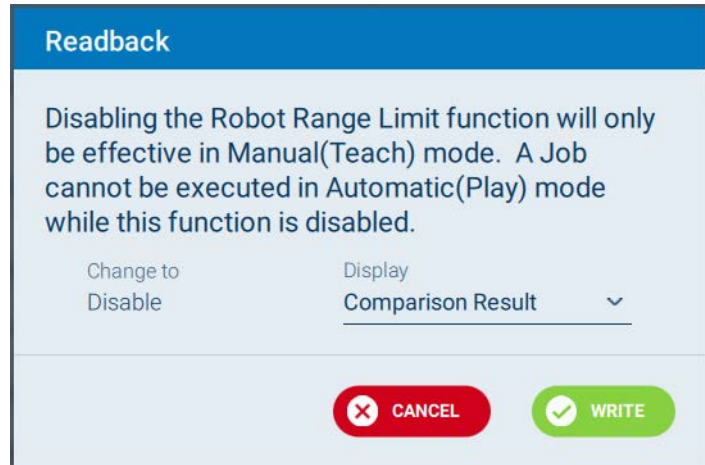 Readback
Disabling the Robot Range Limit function will only
be effective in Manual(Teach) mode.  A Job
cannot be executed in Automatic(Play) mode
while this function is disabled.
Change to
Disable
Display
Comparison Result
CANCEL
WRITE